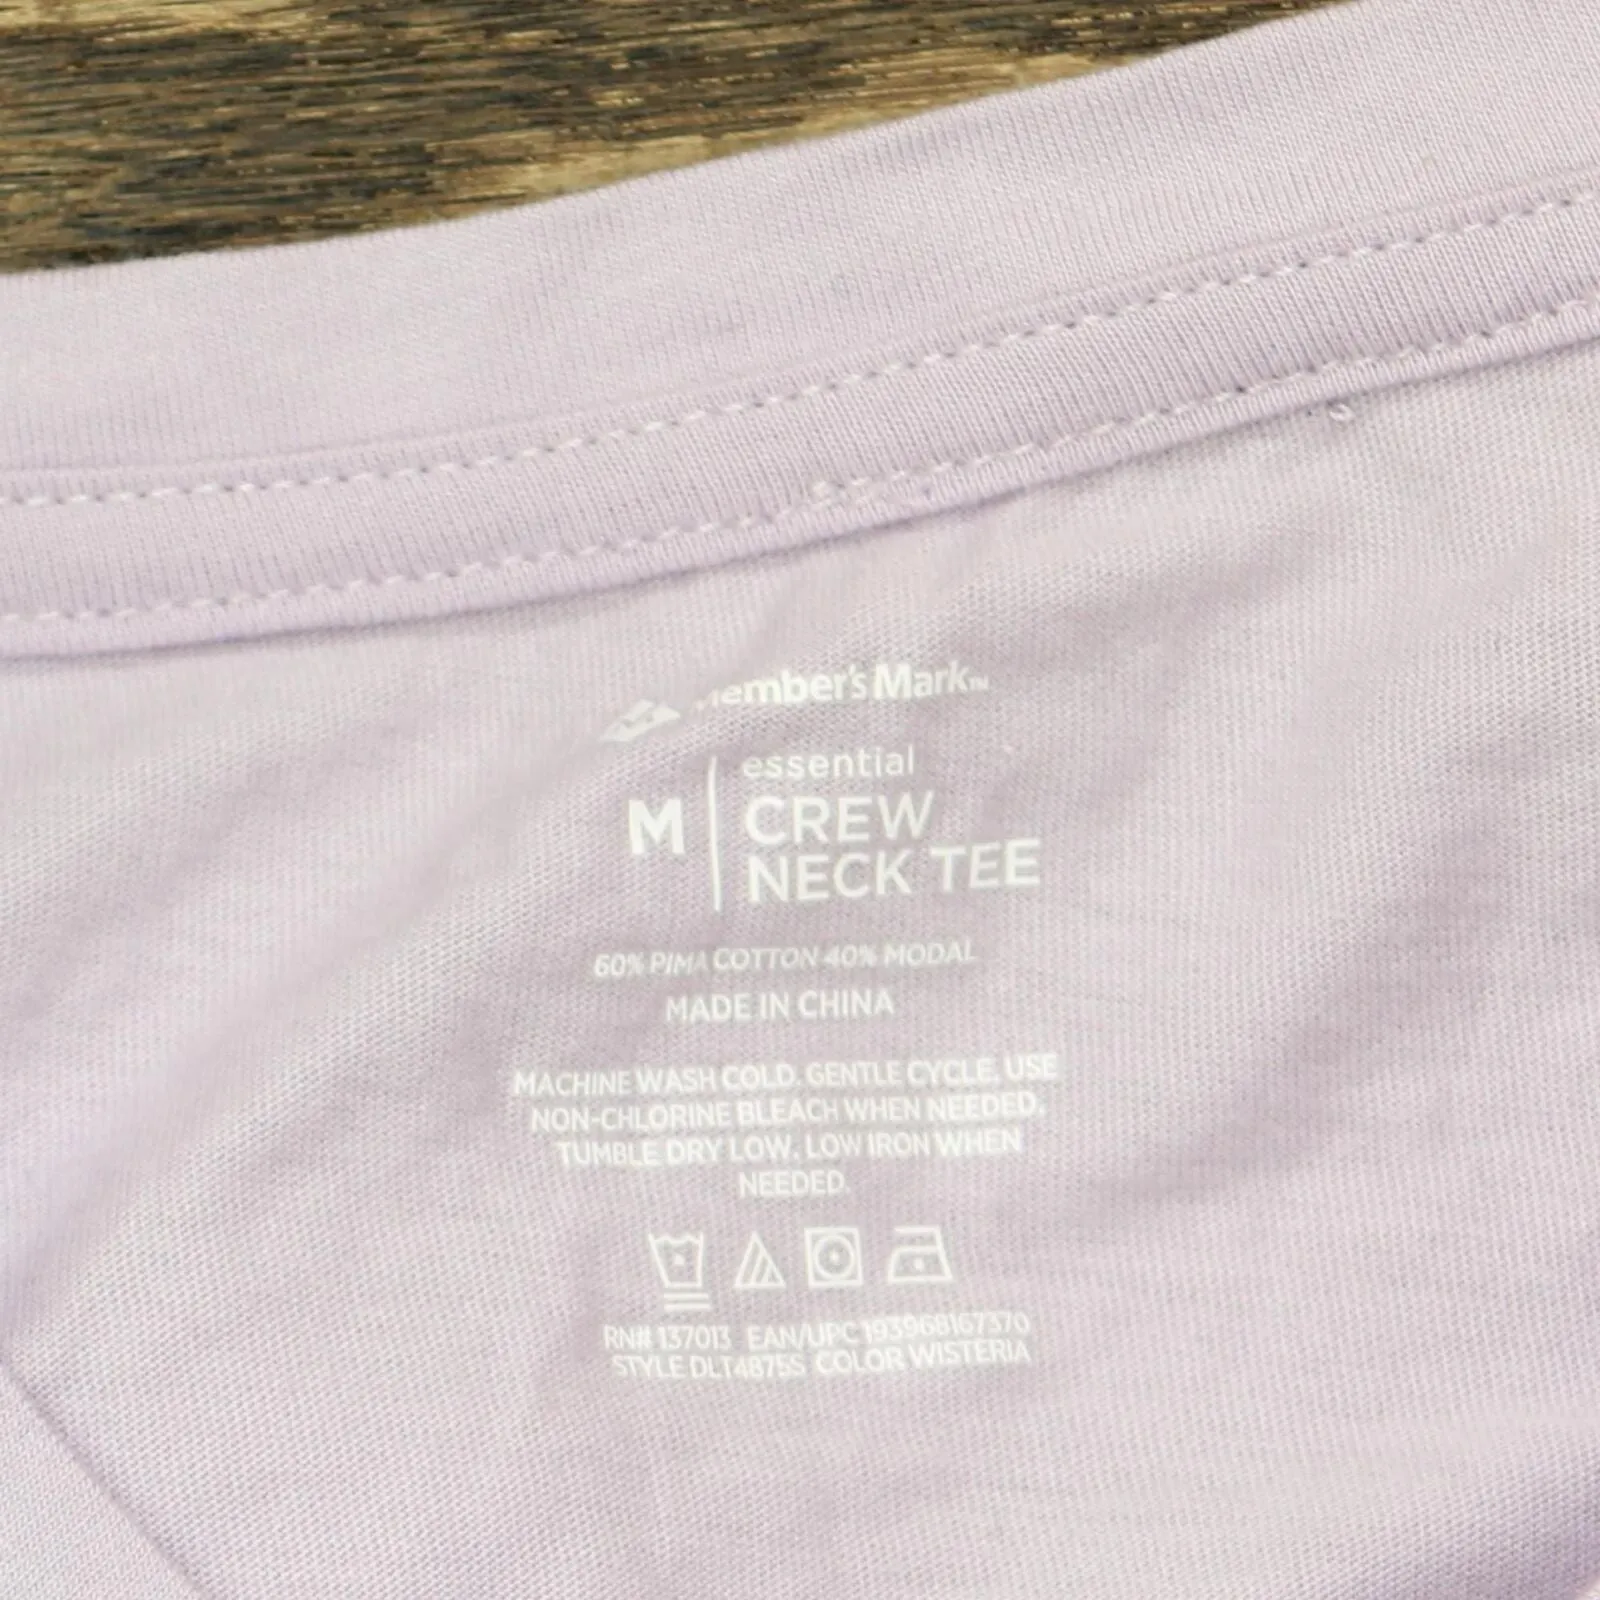 Member's Mark™
essential
M CREW
NECK TEE
60% PIMA COTTON 40% MODAL
MADE IN CHINA
MACHINE WASH COLD. GENTLE CYCLE, USE
NON-CHLORINE BLEACH WHEN NEEDED.
TUMBLE DRY LOW. LOW IRON WHEN
NEEDED.
RN# 137013 EAN/UPC 193968167370
STYLE DLT4875S COLOR WISTERIA